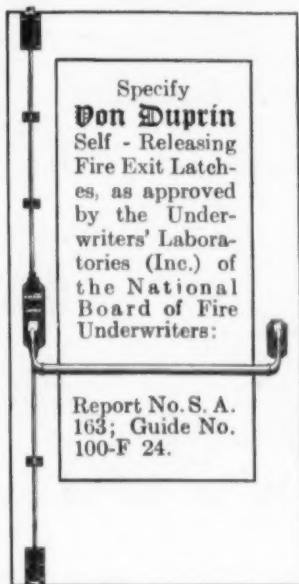 Specify
Von Duprin
Self - Releasing
Fire Exit Latch-
es, as approved
by the Under-
writers' Labora-
tories (Inc.) of
the National
Board of Fire
Underwriters:
Report No. S. A.
163; Guide No.
100-F 24.